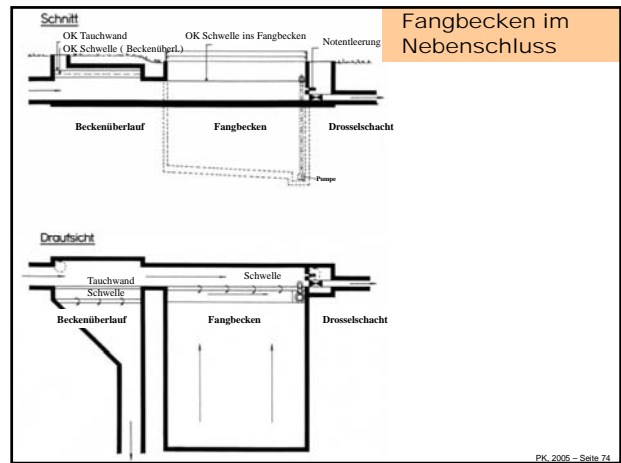 Fangbecken im
Nebenschluss
Schnitt
OK Tauchwand
OK Schwelle ( Beckenüberl.)
OK Schwelle ins Fangbecken
Notentleerung
Beckenüberlauf
Fangbecken
Drosselschacht
Pumpe
Draufsicht
Tauchwand
Schwelle
Schwelle
Beckenüberlauf
Fangbecken
Drosselschacht
PK, 2005 – Seite 74